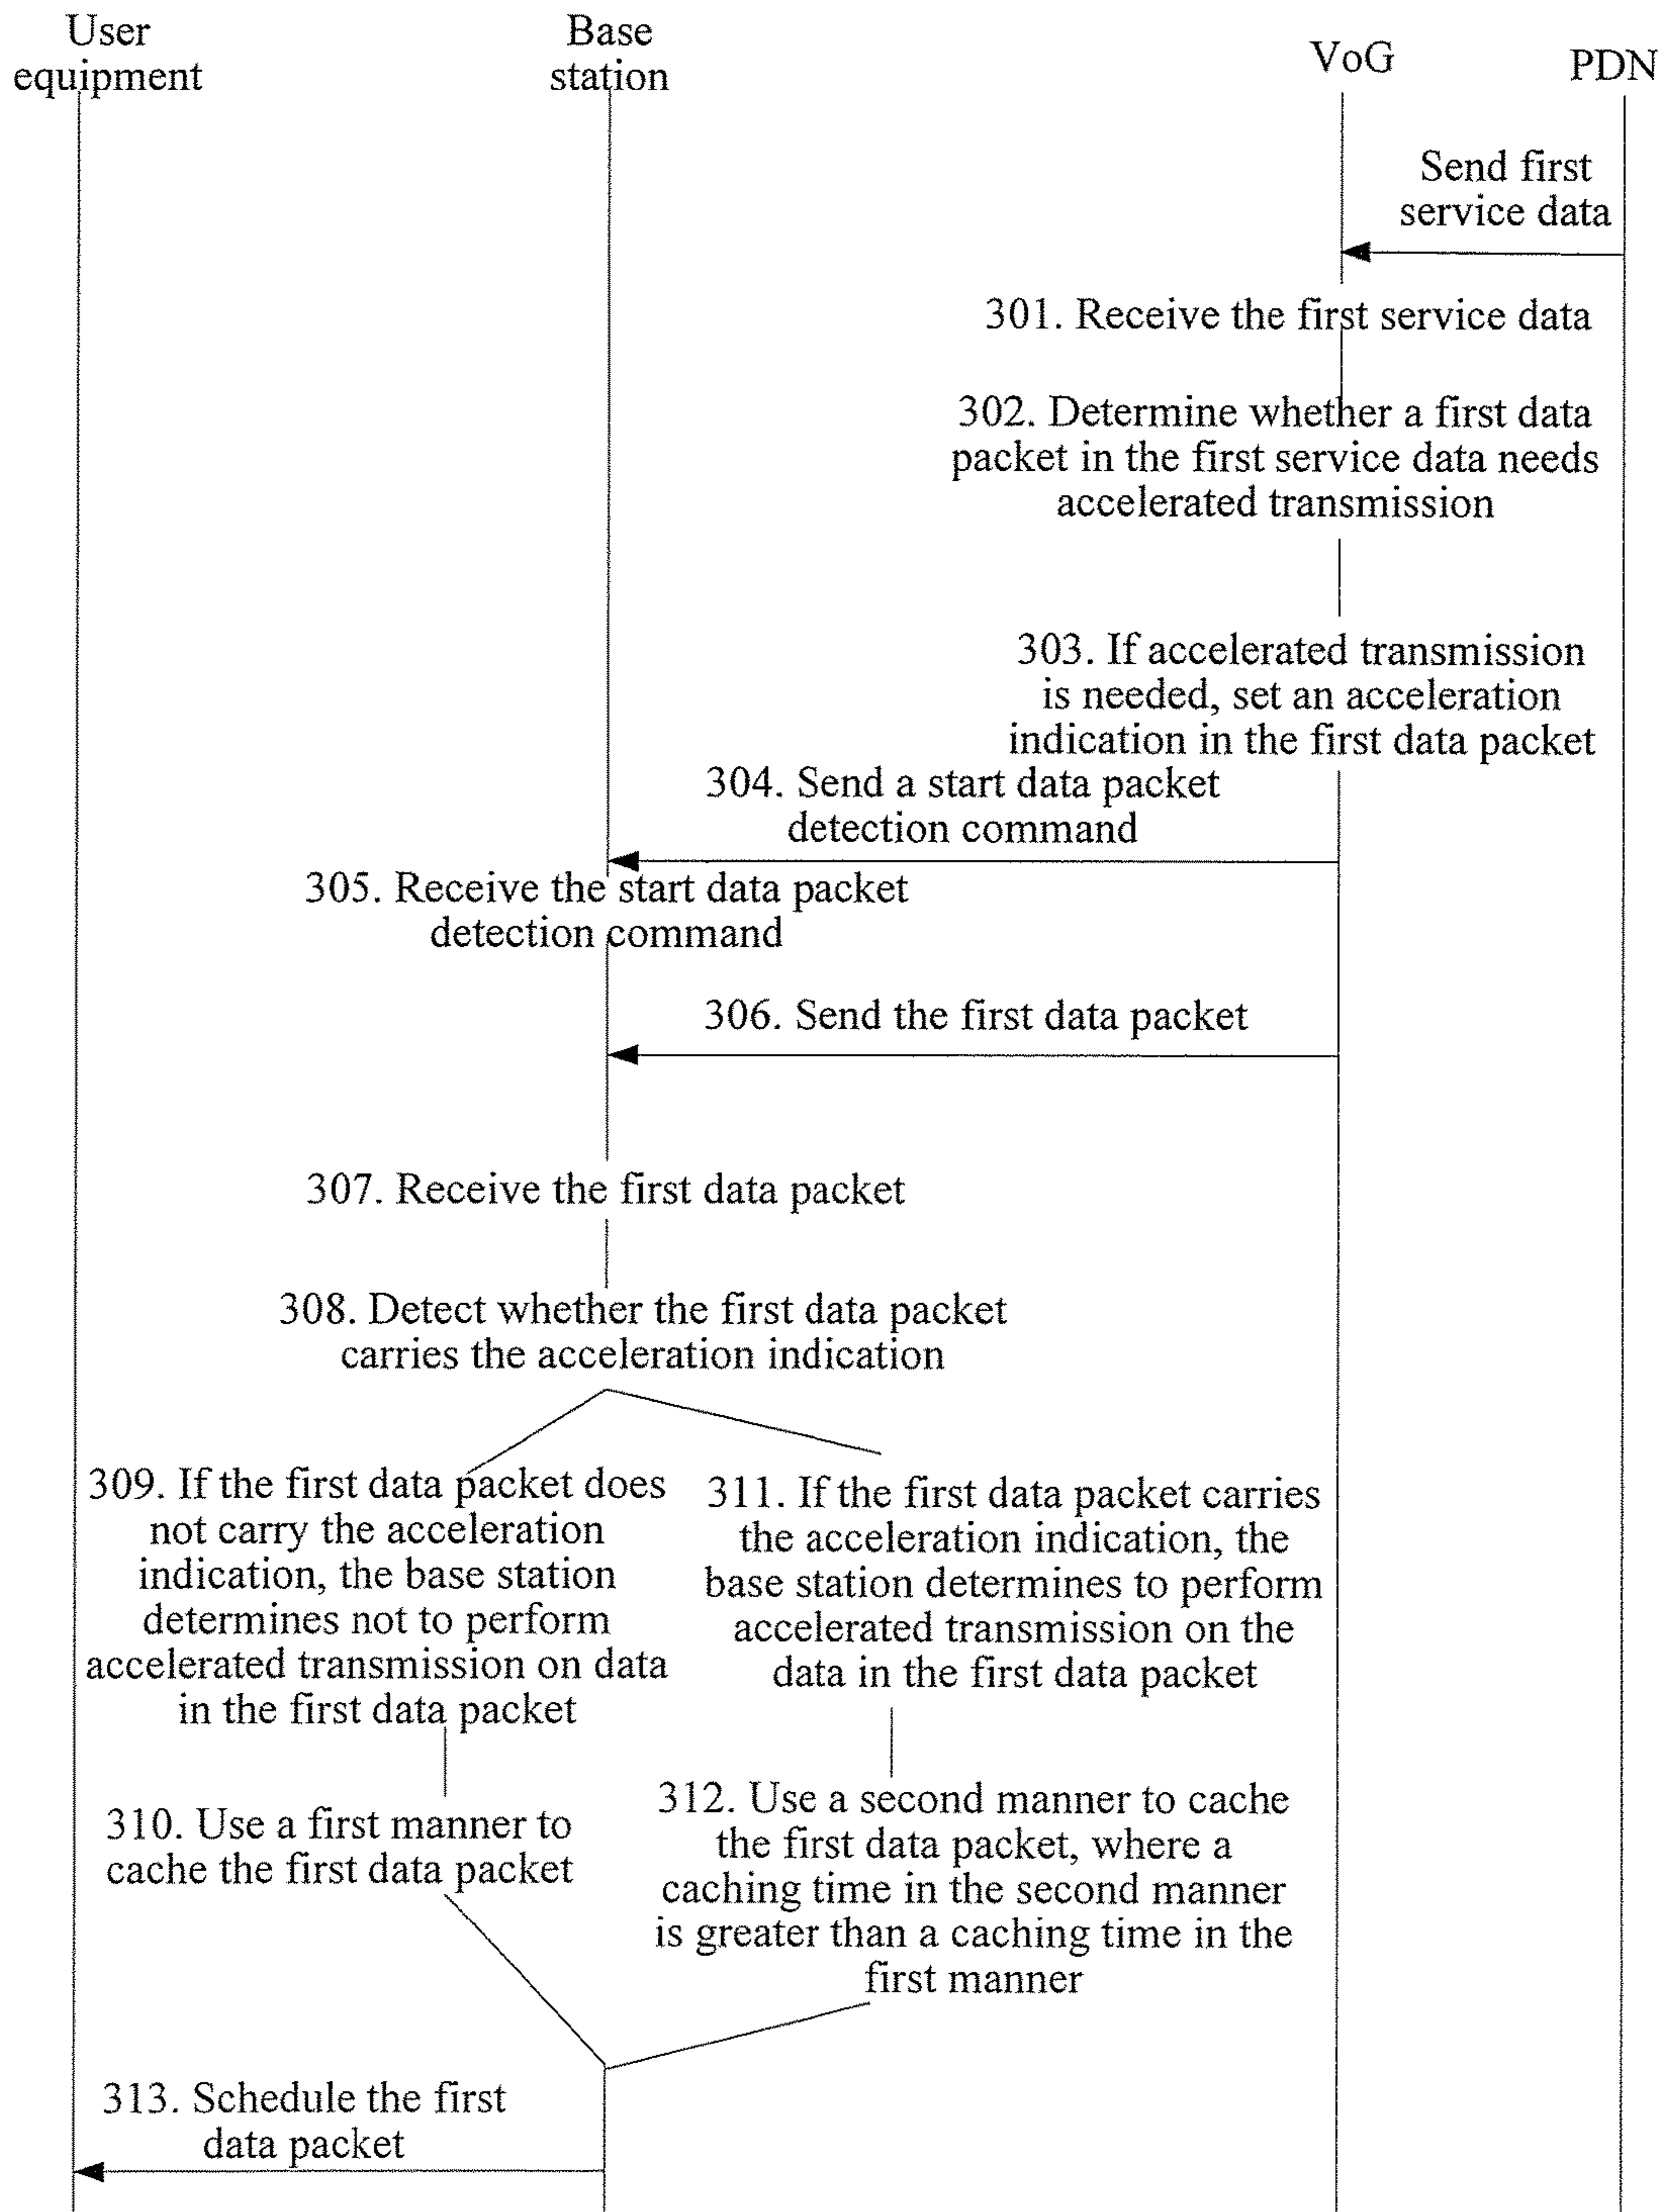 User
equipment
Base
station
VoG
PDN
Send first
service data
301. Receive the first service data
302. Determine whether a first data
packet in the first service data needs
accelerated transmission
303. If accelerated transmission
is needed, set an acceleration
indication in the first data packet
304. Send a start data packet
detection command
305. Receive the start data packet
detection command
306. Send the first data packet
307. Receive the first data packet
308. Detect whether the first data packet
carries the acceleration indication
309. If the first data packet does
not carry the acceleration
indication, the base station
determines not to perform
accelerated transmission on data
in the first data packet
311. If the first data packet carries
the acceleration indication, the
base station determines to perform
accelerated transmission on the
data in the first data packet
310. Use a first manner to
cache the first data packet
312. Use a second manner to cache
the first data packet, where a
caching time in the second manner
is greater than a caching time in the
first manner
313. Schedule the first
data packet